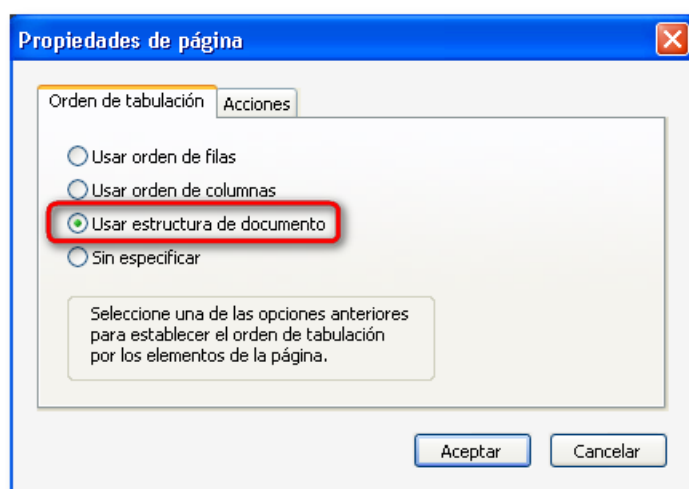 Propiedades de página
Orden de tabulación
Acciones
Usar orden de filas
Usar orden de columnas
Usar estructura de documento
Sin especificar
Seleccione una de las opciones anteriores
para establecer el orden de tabulación
por los elementos de la página.
Aceptar
Cancelar